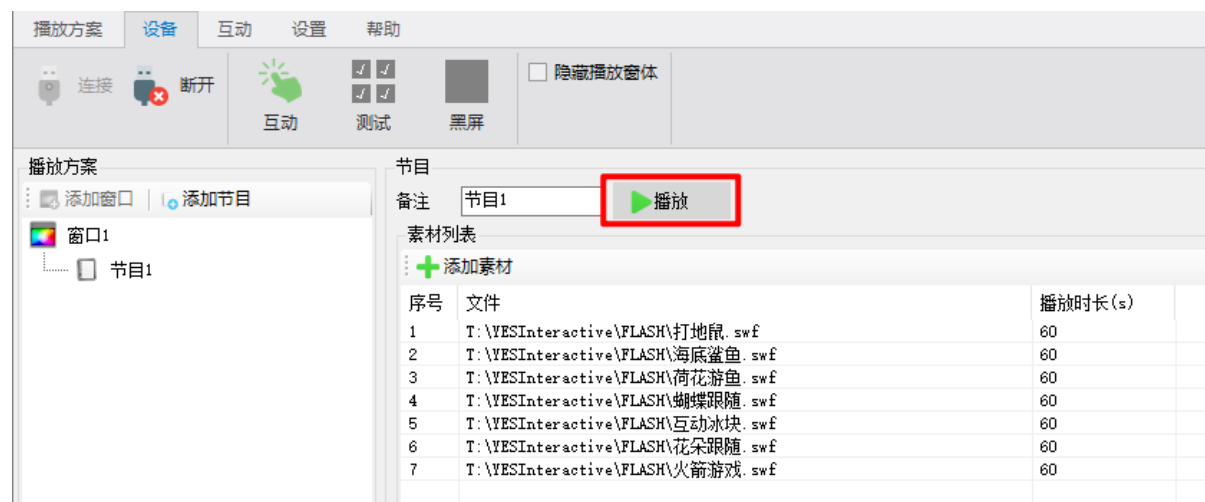 播放方案 设备 互动 设置 帮助
连接 断开 互动 测试 黑屏 隐藏播放窗体
播放方案
添加窗口 添加节目
窗口1
节目1
节目
备注 节目1 播放
素材列表
添加素材
序号 文件 播放时长(s)
1 T:\YESInteractive\FLASH\打地鼠.swf 60
2 T:\YESInteractive\FLASH\海底鲨鱼.swf 60
3 T:\YESInteractive\FLASH\荷花游鱼.swf 60
4 T:\YESInteractive\FLASH\蝴蝶跟随.swf 60
5 T:\YESInteractive\FLASH\互动冰块.swf 60
6 T:\YESInteractive\FLASH\花朵跟随.swf 60
7 T:\YESInteractive\FLASH\火箭游戏.swf 60